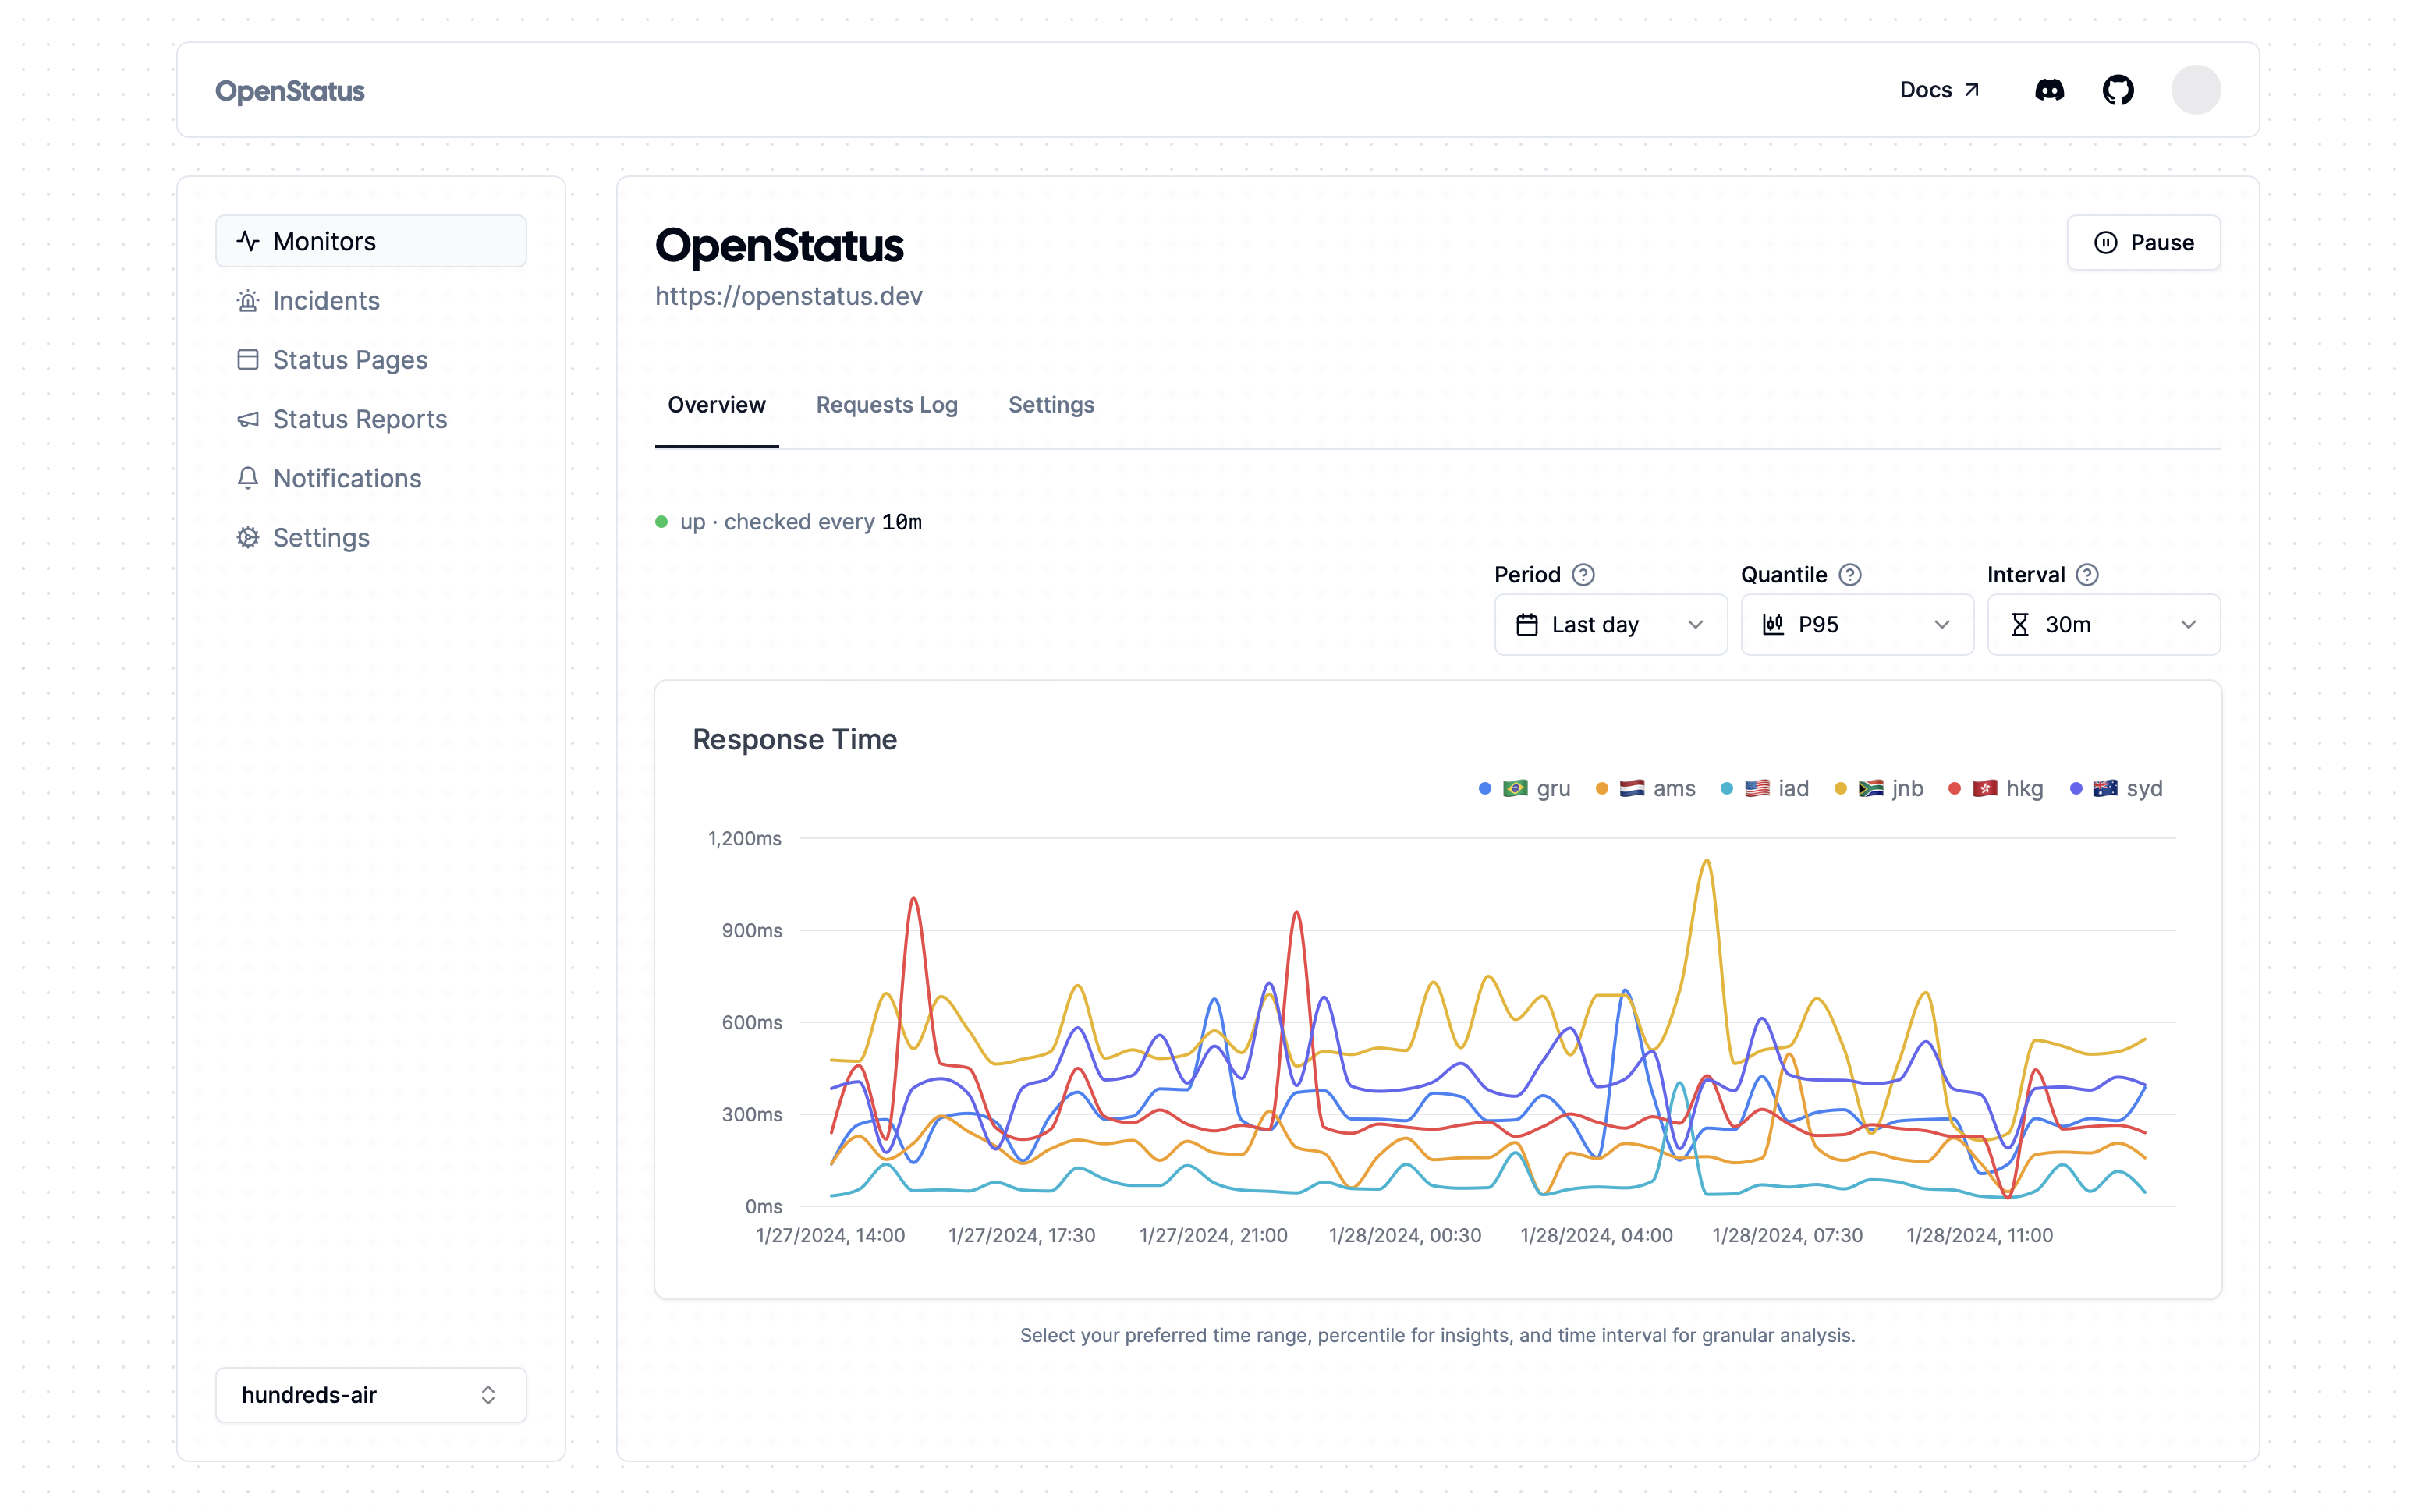 OpenStatus
Docs
Monitors
Incidents
Status Pages
Status Reports
Notifications
Settings
hundreds-air
OpenStatus
Pause
https://openstatus.dev
Overview Requests Log Settings
up · checked every 10m
Period Quantile Interval
Last day P95 30m
Response Time
gru ams iad jnb hkg syd
1,200ms
900ms
600ms
300ms
0ms
1/27/2024, 14:00 1/27/2024, 17:30 1/27/2024, 21:00 1/28/2024, 00:30 1/28/2024, 04:00 1/28/2024, 07:30 1/28/2024, 11:00
Select your preferred time range, percentile for insights, and time interval for granular analysis.